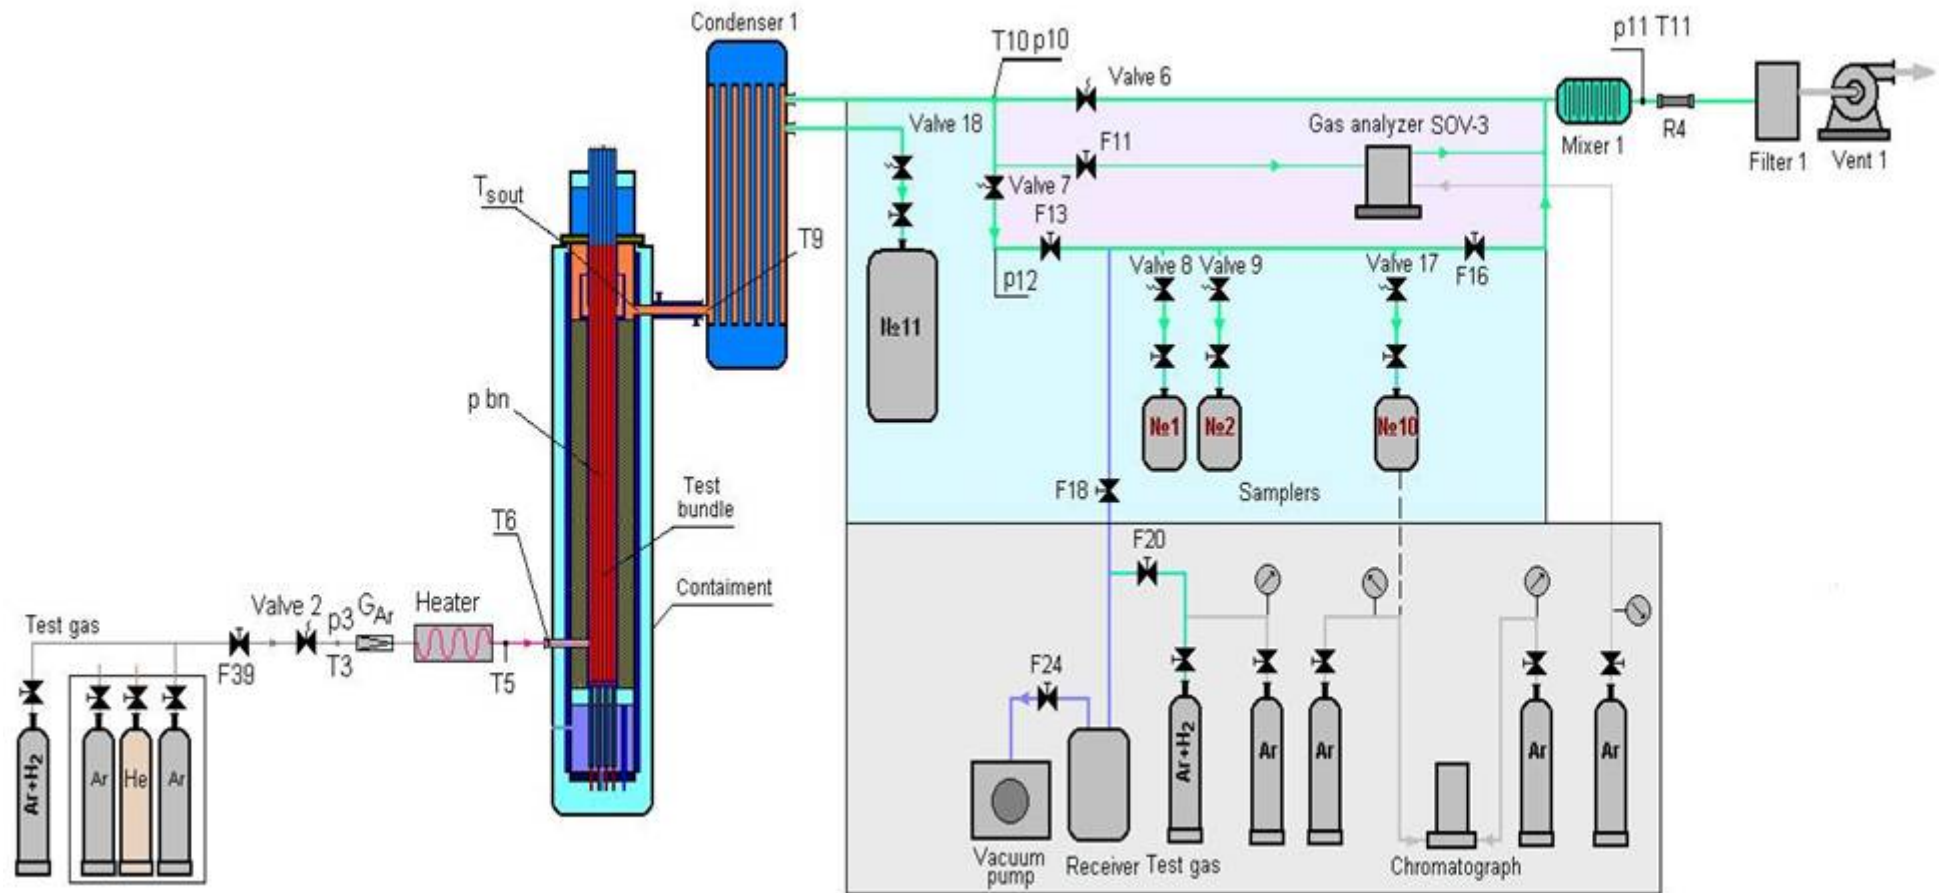 Condenser 1
p11 T11
T10 p10
Valve 6
Valve 18
Gas analyzer SOV-3
F11
R4
Mixer 1
Filter 1
Vent 1
Tsout
Valve 7
F13
T9
Valve 8
Valve 9
Valve 17
F16
p12
№11
p bn
№1
№2
№10
Test
bundle
F18
Samplers
T6
F20
Contaiment
Valve 2
p3
GAr
Heater
Test gas
F39
T3
T5
F24
Ar+H2
Ar
He
Ar
Ar+H2
Ar
Ar
Ar
Ar
Vacuum
pump
Receiver
Test gas
Chromatograph